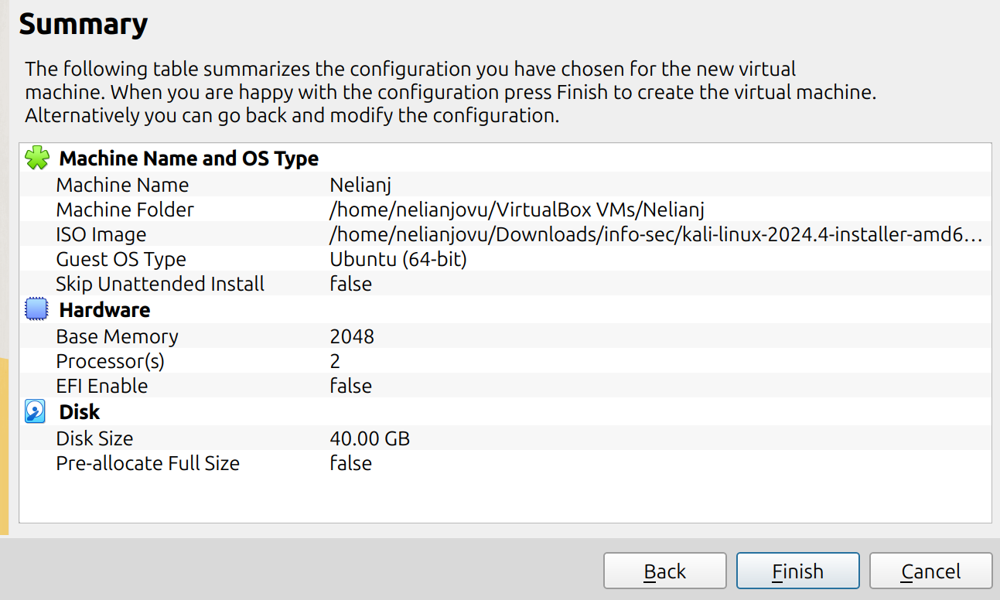 Summary
The following table summarizes the configuration you have chosen for the new virtual
machine. When you are happy with the configuration press Finish to create the virtual machine.
Alternatively you can go back and modify the configuration.
Machine Name and OS Type
Machine Name Nelianj
Machine Folder /home/nelianjovu/VirtualBox VMs/Nelianj
ISO Image /home/nelianjovu/Downloads/info-sec/kali-linux-2024.4-installer-amd6…
Guest OS Type Ubuntu (64-bit)
Skip Unattended Install false
Hardware
Base Memory 2048
Processor(s) 2
EFI Enable false
Disk
Disk Size 40.00 GB
Pre-allocate Full Size false
Back Finish Cancel